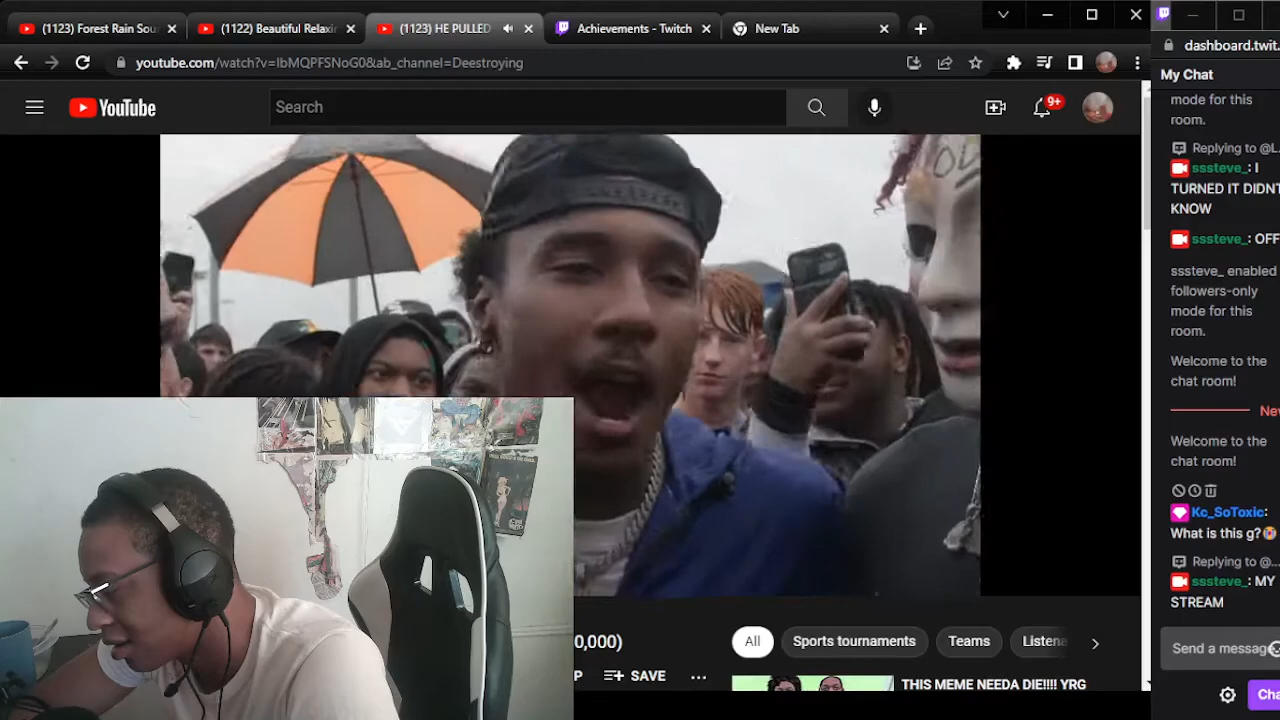 (1123) Forest Rain Sou
(1122) Beautiful Relaxi
(1123) HE PULLED
Achievements - Twitch
New Tab
youtube.com/watch?v=IbMQPFSNoG0&ab_channel=Deestroying
dashboard.twit
YouTube
Search
9+
My Chat
mode for this
room.
Replying to @L...
ssteve_: I
TURNED IT DIDNT
KNOW
sssteve_: OFF
sssteve_ enabled
followers-only
mode for this
room.
Welcome to the
chat room!
Ne
Welcome to the
chat room!
Kc_SoToxic:
What is this g?😭
Replying to @...
sssteve_: MY
STREAM
0,000)
All
Sports tournaments
Teams
Listena
P
SAVE
...
THIS MEME NEEDA DIE!!!! YRG
Send a message
Cha